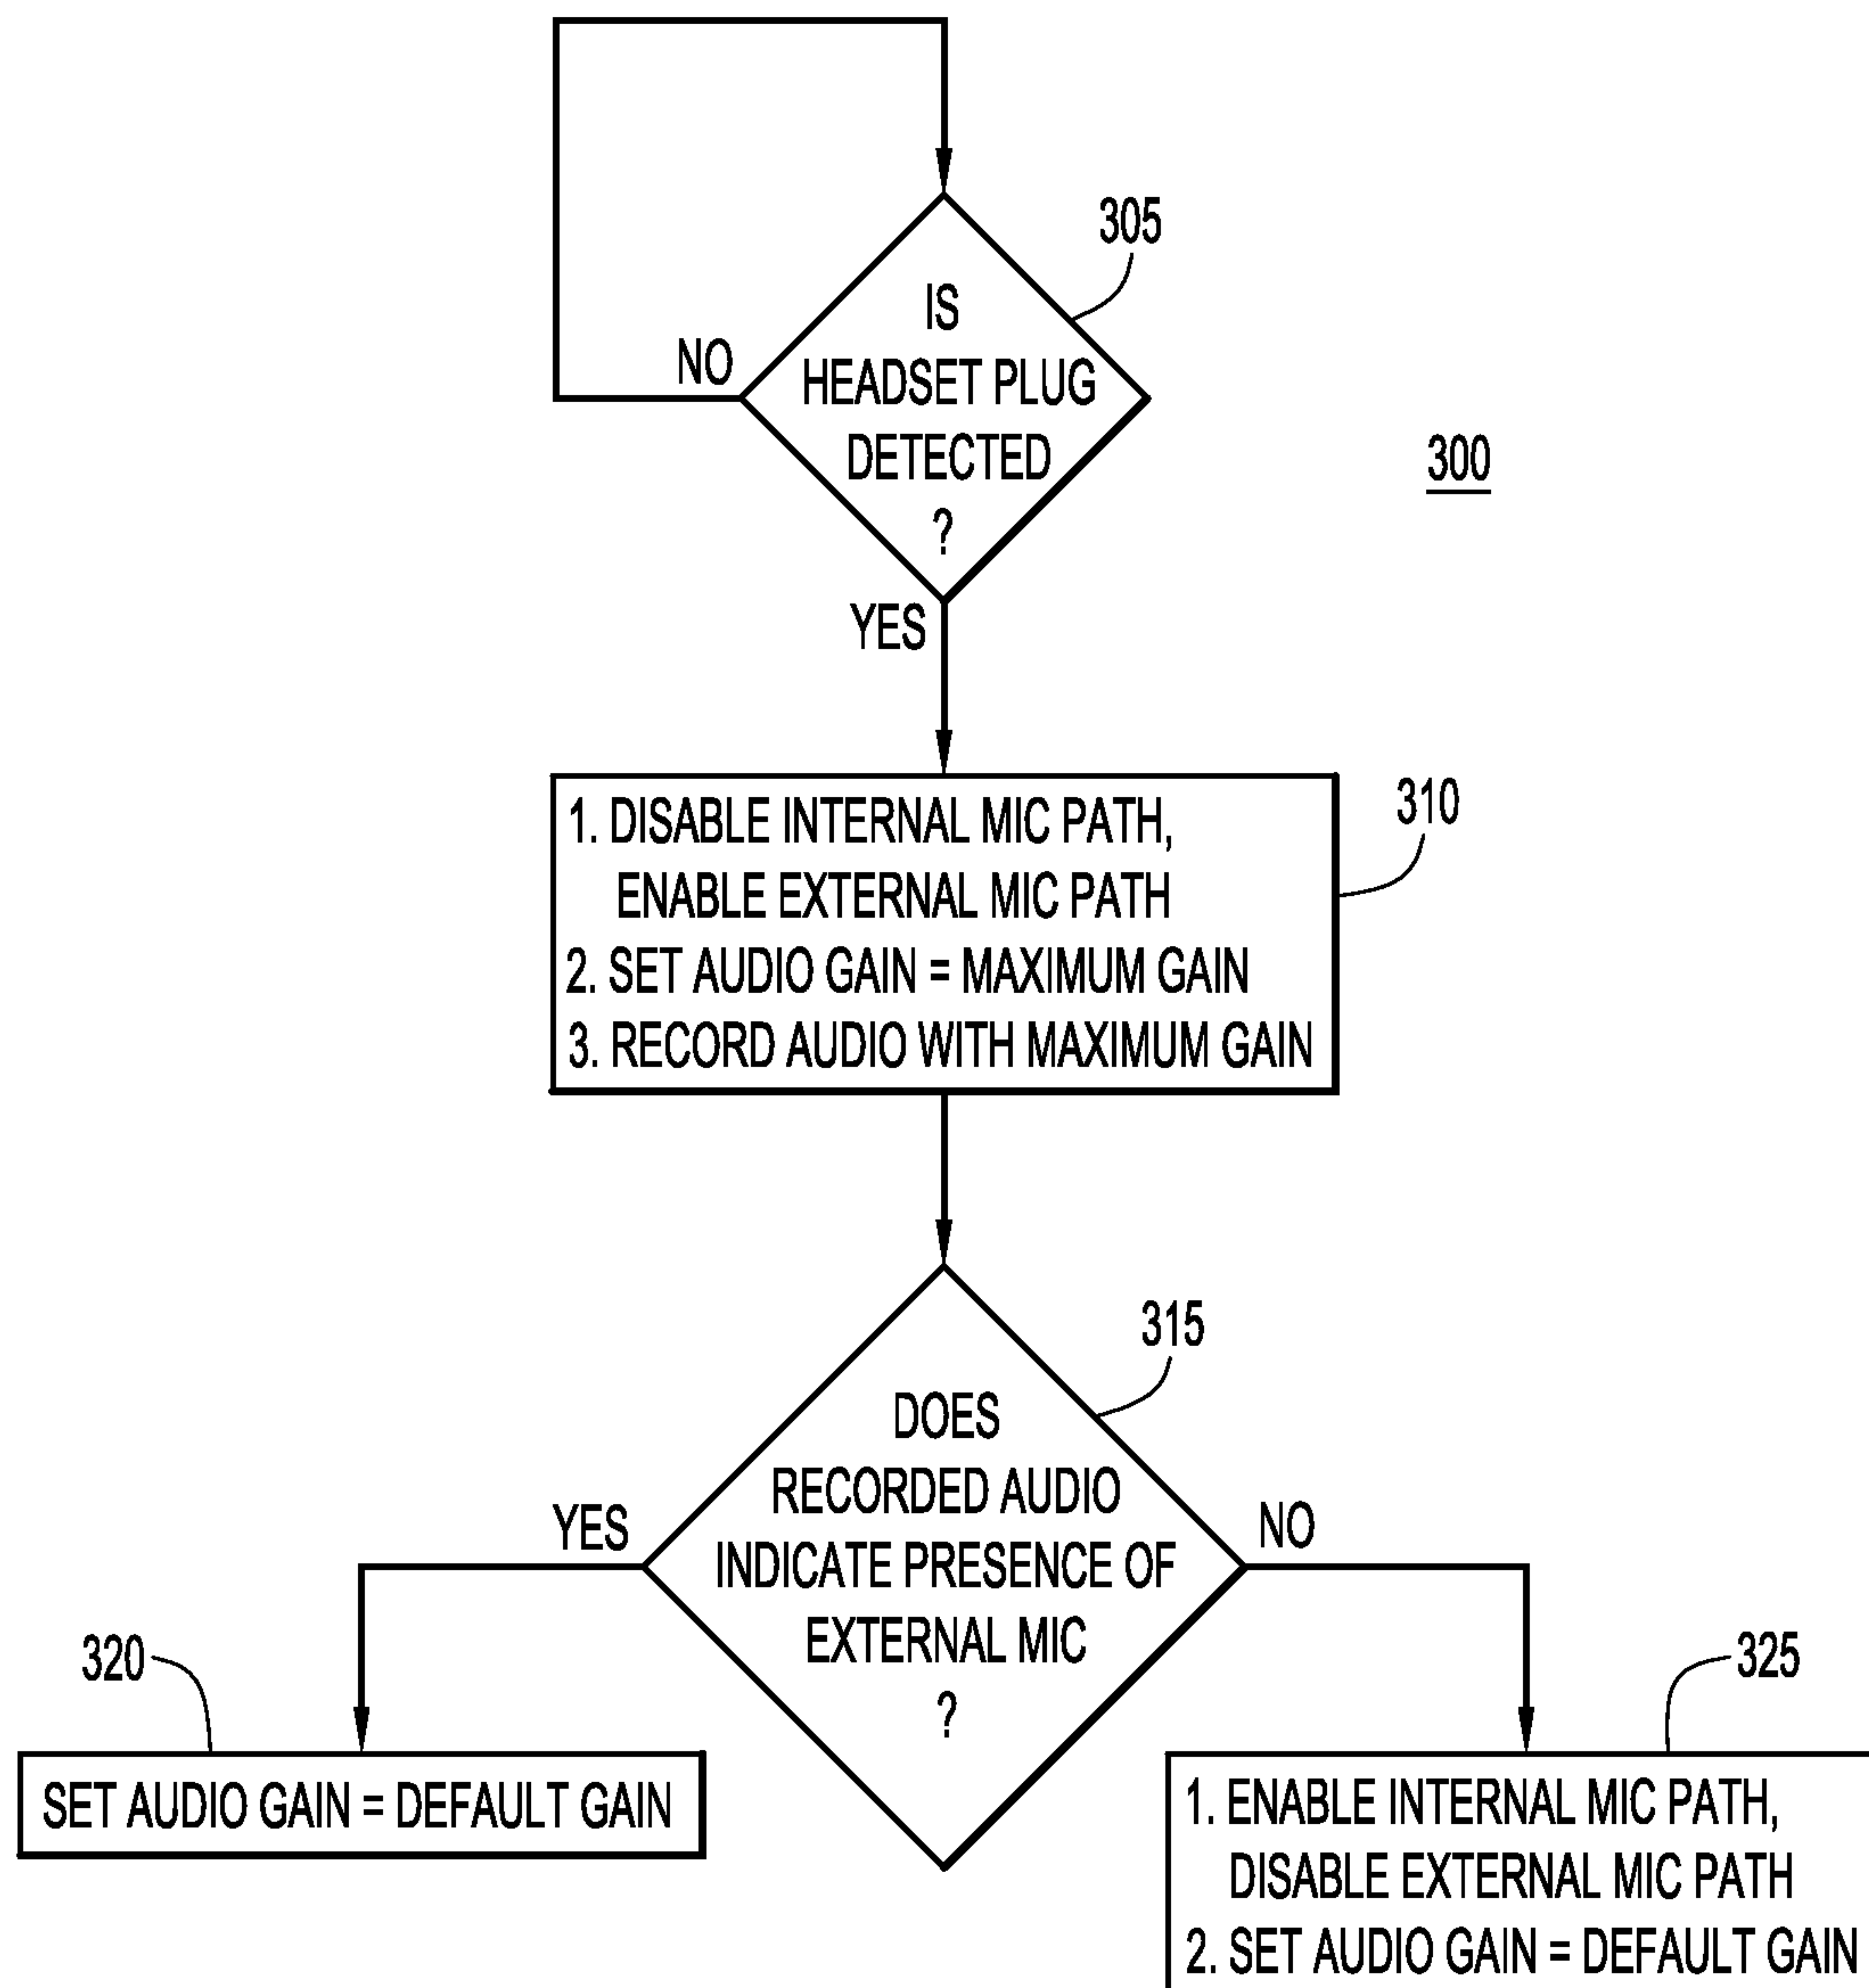 305
IS
HEADSET PLUG
DETECTED
?
NO
YES
300
310
1. DISABLE INTERNAL MIC PATH,
ENABLE EXTERNAL MIC PATH
2. SET AUDIO GAIN = MAXIMUM GAIN
3. RECORD AUDIO WITH MAXIMUM GAIN
315
DOES
RECORDED AUDIO
INDICATE PRESENCE OF
EXTERNAL MIC
?
YES
NO
320
SET AUDIO GAIN = DEFAULT GAIN
325
1. ENABLE INTERNAL MIC PATH,
DISABLE EXTERNAL MIC PATH
2. SET AUDIO GAIN = DEFAULT GAIN